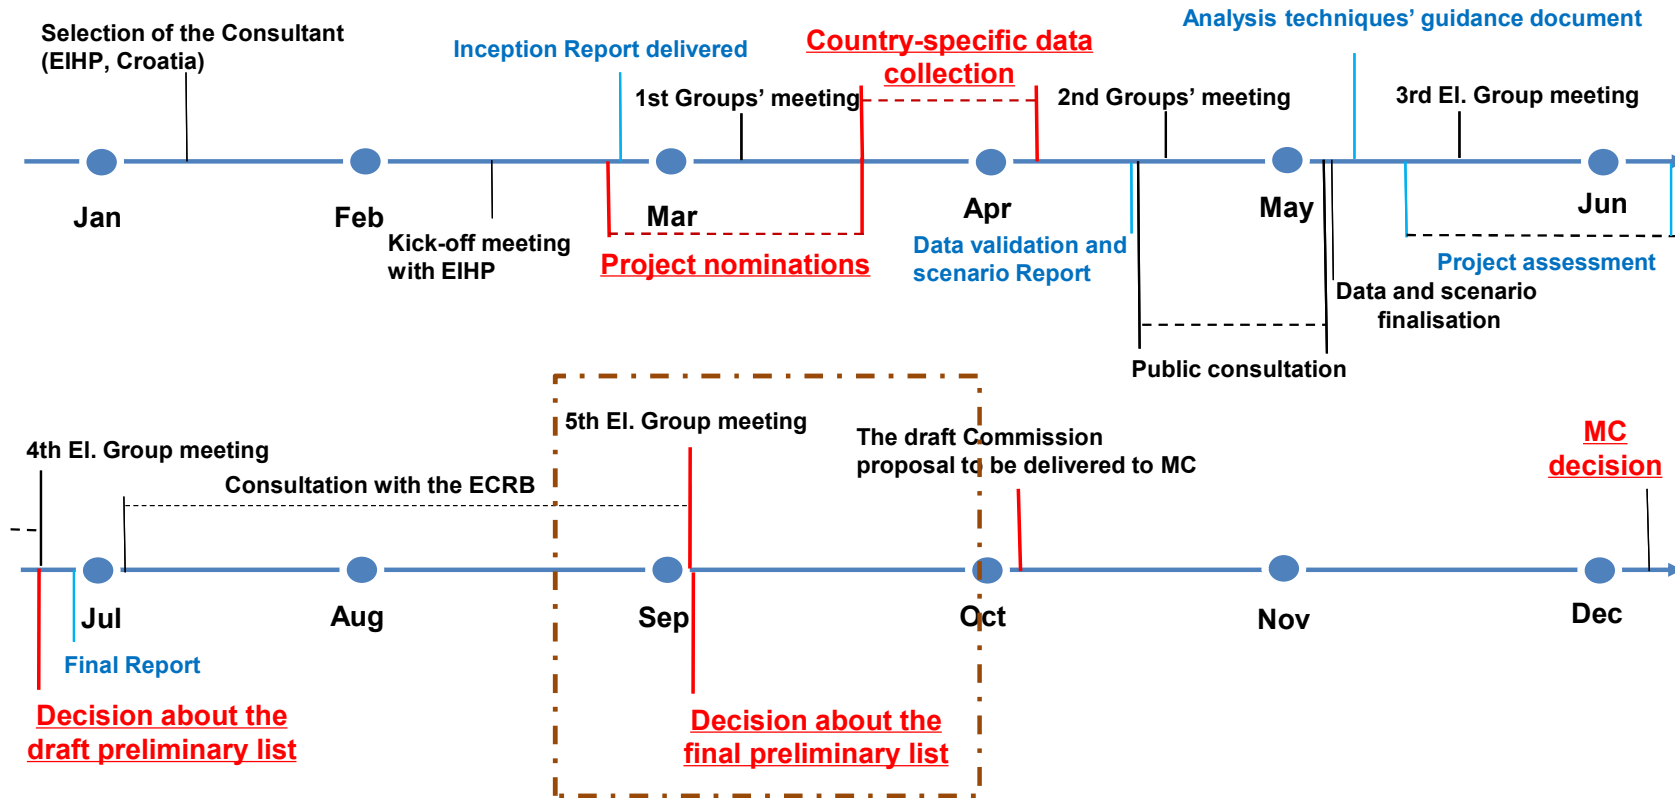 Selection of the Consultant
(EIHP, Croatia)
Inception Report delivered
Country-specific data
collection
Analysis techniques’ guidance document
1st Groups’ meeting
2nd Groups’ meeting
3rd El. Group meeting
Jan
Feb
Mar
Apr
May
Jun
Kick-off meeting
with EIHP
Project nominations
Data validation and
scenario Report
Project assessment
Data and scenario
finalisation
Public consultation
4th El. Group meeting
Consultation with the ECRB
5th El. Group meeting
The draft Commission
proposal to be delivered to MC
MC
decision
Jul
Aug
Sep
Oct
Nov
Dec
Final Report
Decision about the
draft preliminary list
Decision about the
final preliminary list